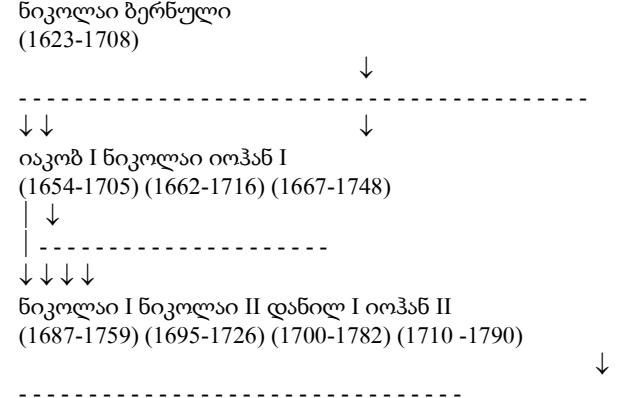 ნიკოლაი ბერნული
(1623-1708)
↓
- - - - - - - - - - - - - - - - - - - - - - - - - - - - - - - - - - - - - - - - -
↓ ↓ ↓
იაკობ I ნიკოლაი იოჰან I
(1654-1705) (1662-1716) (1667-1748)
│ ↓
│ - - - - - - - - - - - - - - - - - - - - -
↓ ↓ ↓ ↓
ნიკოლაი I ნიკოლაი II დანილ I იოჰან II
(1687-1759) (1695-1726) (1700-1782) (1710 -1790)
↓
- - - - - - - - - - - - - - - - - - - - - - - - - - - - - - - -